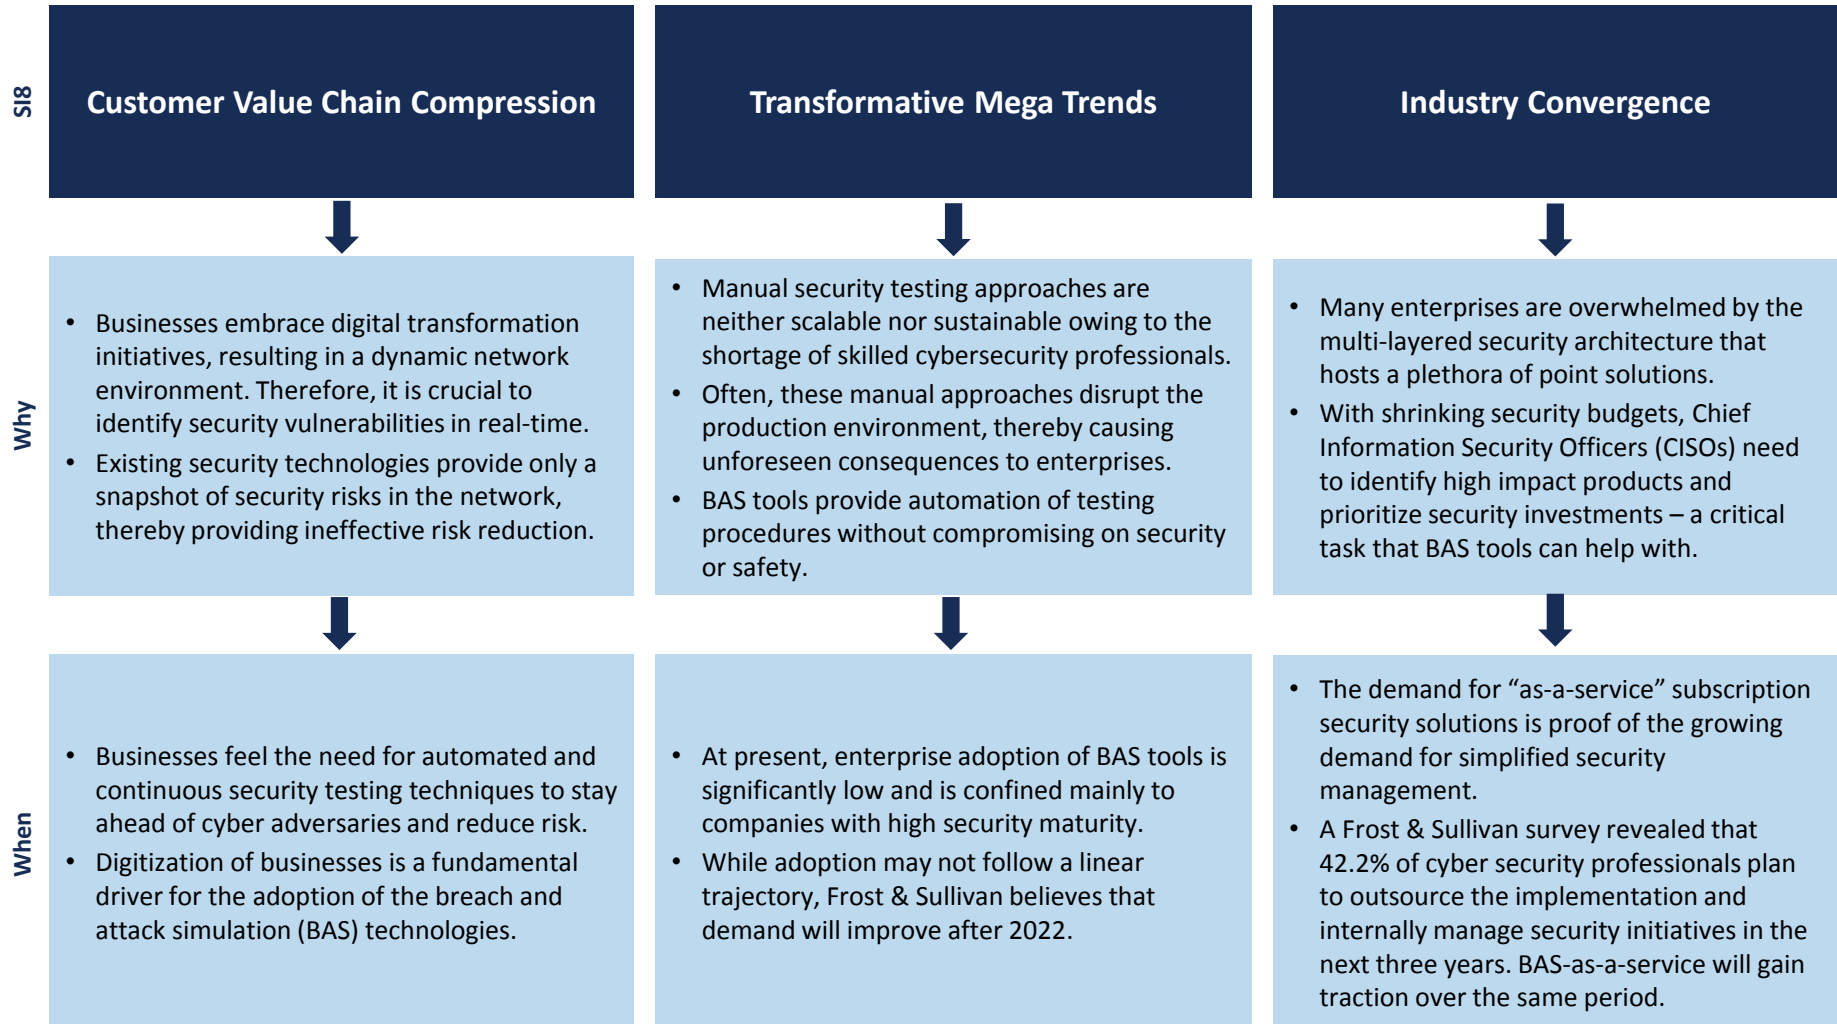 SI8
Customer Value Chain Compression
Transformative Mega Trends
Industry Convergence
Why
• Businesses embrace digital transformation
initiatives, resulting in a dynamic network
environment. Therefore, it is crucial to
identify security vulnerabilities in real-time.
• Existing security technologies provide only a
snapshot of security risks in the network,
thereby providing ineffective risk reduction.
• Manual security testing approaches are
neither scalable nor sustainable owing to the
shortage of skilled cybersecurity professionals.
• Often, these manual approaches disrupt the
production environment, thereby causing
unforeseen consequences to enterprises.
• BAS tools provide automation of testing
procedures without compromising on security
or safety.
• Many enterprises are overwhelmed by the
multi-layered security architecture that
hosts a plethora of point solutions.
• With shrinking security budgets, Chief
Information Security Officers (CISOs) need
to identify high impact products and
prioritize security investments – a critical
task that BAS tools can help with.
When
• Businesses feel the need for automated and
continuous security testing techniques to stay
ahead of cyber adversaries and reduce risk.
• Digitization of businesses is a fundamental
driver for the adoption of the breach and
attack simulation (BAS) technologies.
• At present, enterprise adoption of BAS tools is
significantly low and is confined mainly to
companies with high security maturity.
• While adoption may not follow a linear
trajectory, Frost & Sullivan believes that
demand will improve after 2022.
• The demand for “as-a-service” subscription
security solutions is proof of the growing
demand for simplified security
management.
• A Frost & Sullivan survey revealed that
42.2% of cyber security professionals plan
to outsource the implementation and
internally manage security initiatives in the
next three years. BAS-as-a-service will gain
traction over the same period.